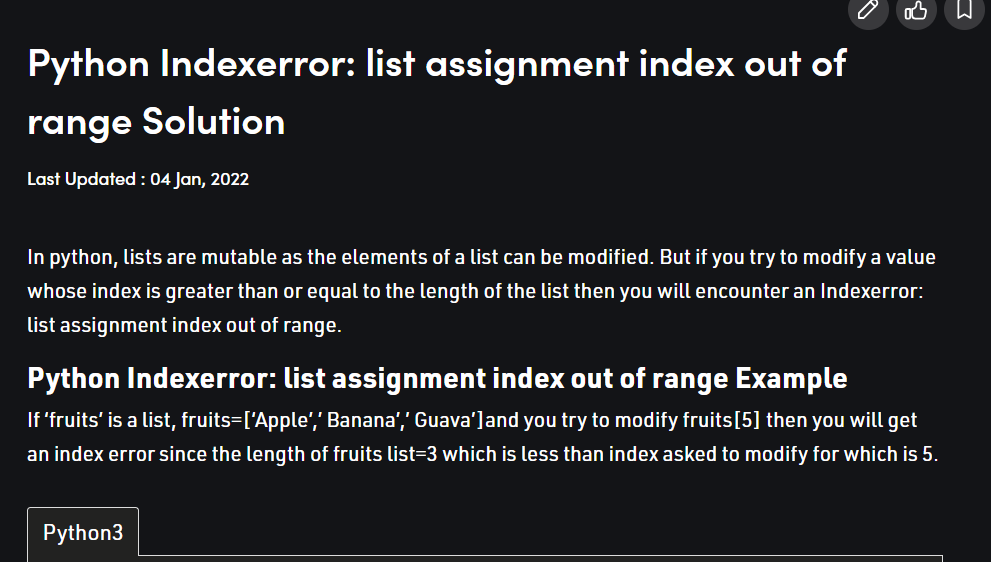 Python Indexerror: list assignment index out of
range Solution
Last Updated : 04 Jan, 2022
In python, lists are mutable as the elements of a list can be modified. But if you try to modify a value
whose index is greater than or equal to the length of the list then you will encounter an Indexerror:
list assignment index out of range.
Python Indexerror: list assignment index out of range Example
If ‘fruits’ is a list, fruits=[‘Apple’,’ Banana’,’ Guava’]and you try to modify fruits[5] then you will get
an index error since the length of fruits list=3 which is less than index asked to modify for which is 5.
Python3